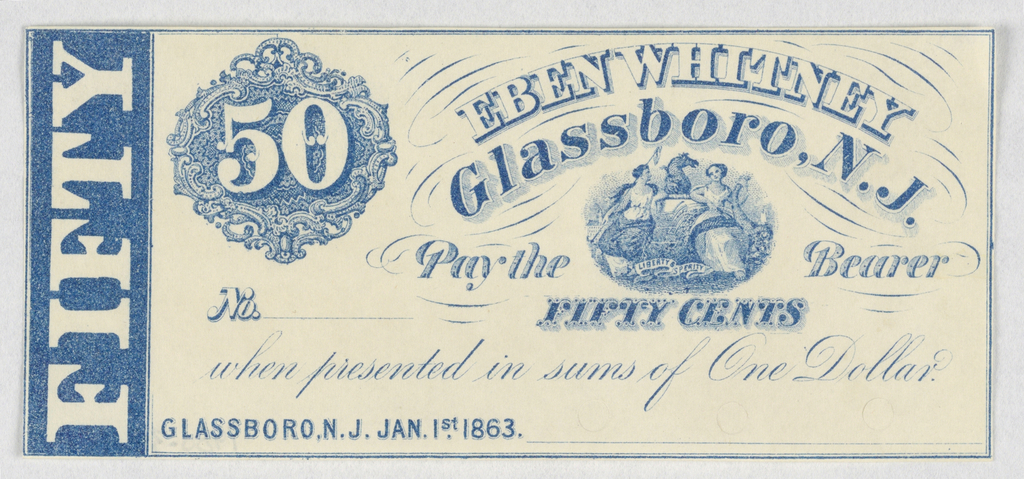 FIFTY
50
EBEN WHITNEY
Glassboro, N. J.
Pay the Bearer
LIBERTY
FIFTY CENTS
No.
when presented in sums of One Dollar.
GLASSBORO, N. J. JAN. 1st 1863.